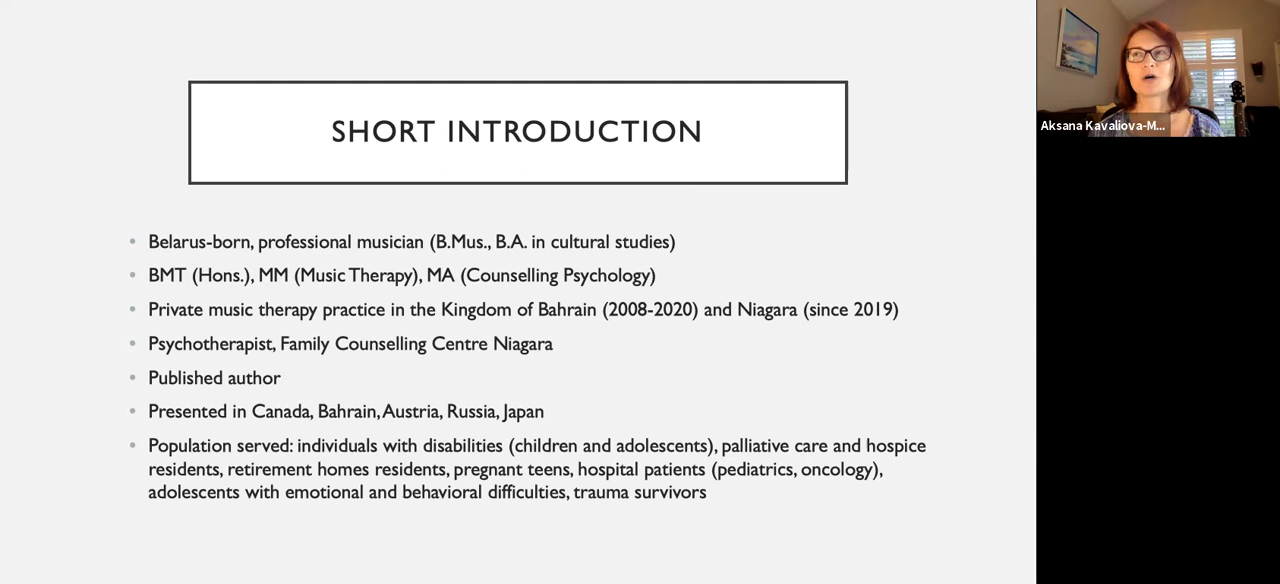 SHORT INTRODUCTION
• Belarus-born, professional musician (B.Mus., B.A. in cultural studies)
• BMT (Hons.), MM (Music Therapy), MA (Counselling Psychology)
• Private music therapy practice in the Kingdom of Bahrain (2008-2020) and Niagara (since 2019)
• Psychotherapist, Family Counselling Centre Niagara
• Published author
• Presented in Canada, Bahrain, Austria, Russia, Japan
• Population served: individuals with disabilities (children and adolescents), palliative care and hospice
residents, retirement homes residents, pregnant teens, hospital patients (pediatrics, oncology),
adolescents with emotional and behavioral difficulties, trauma survivors
Aksana Kavaliova-M...